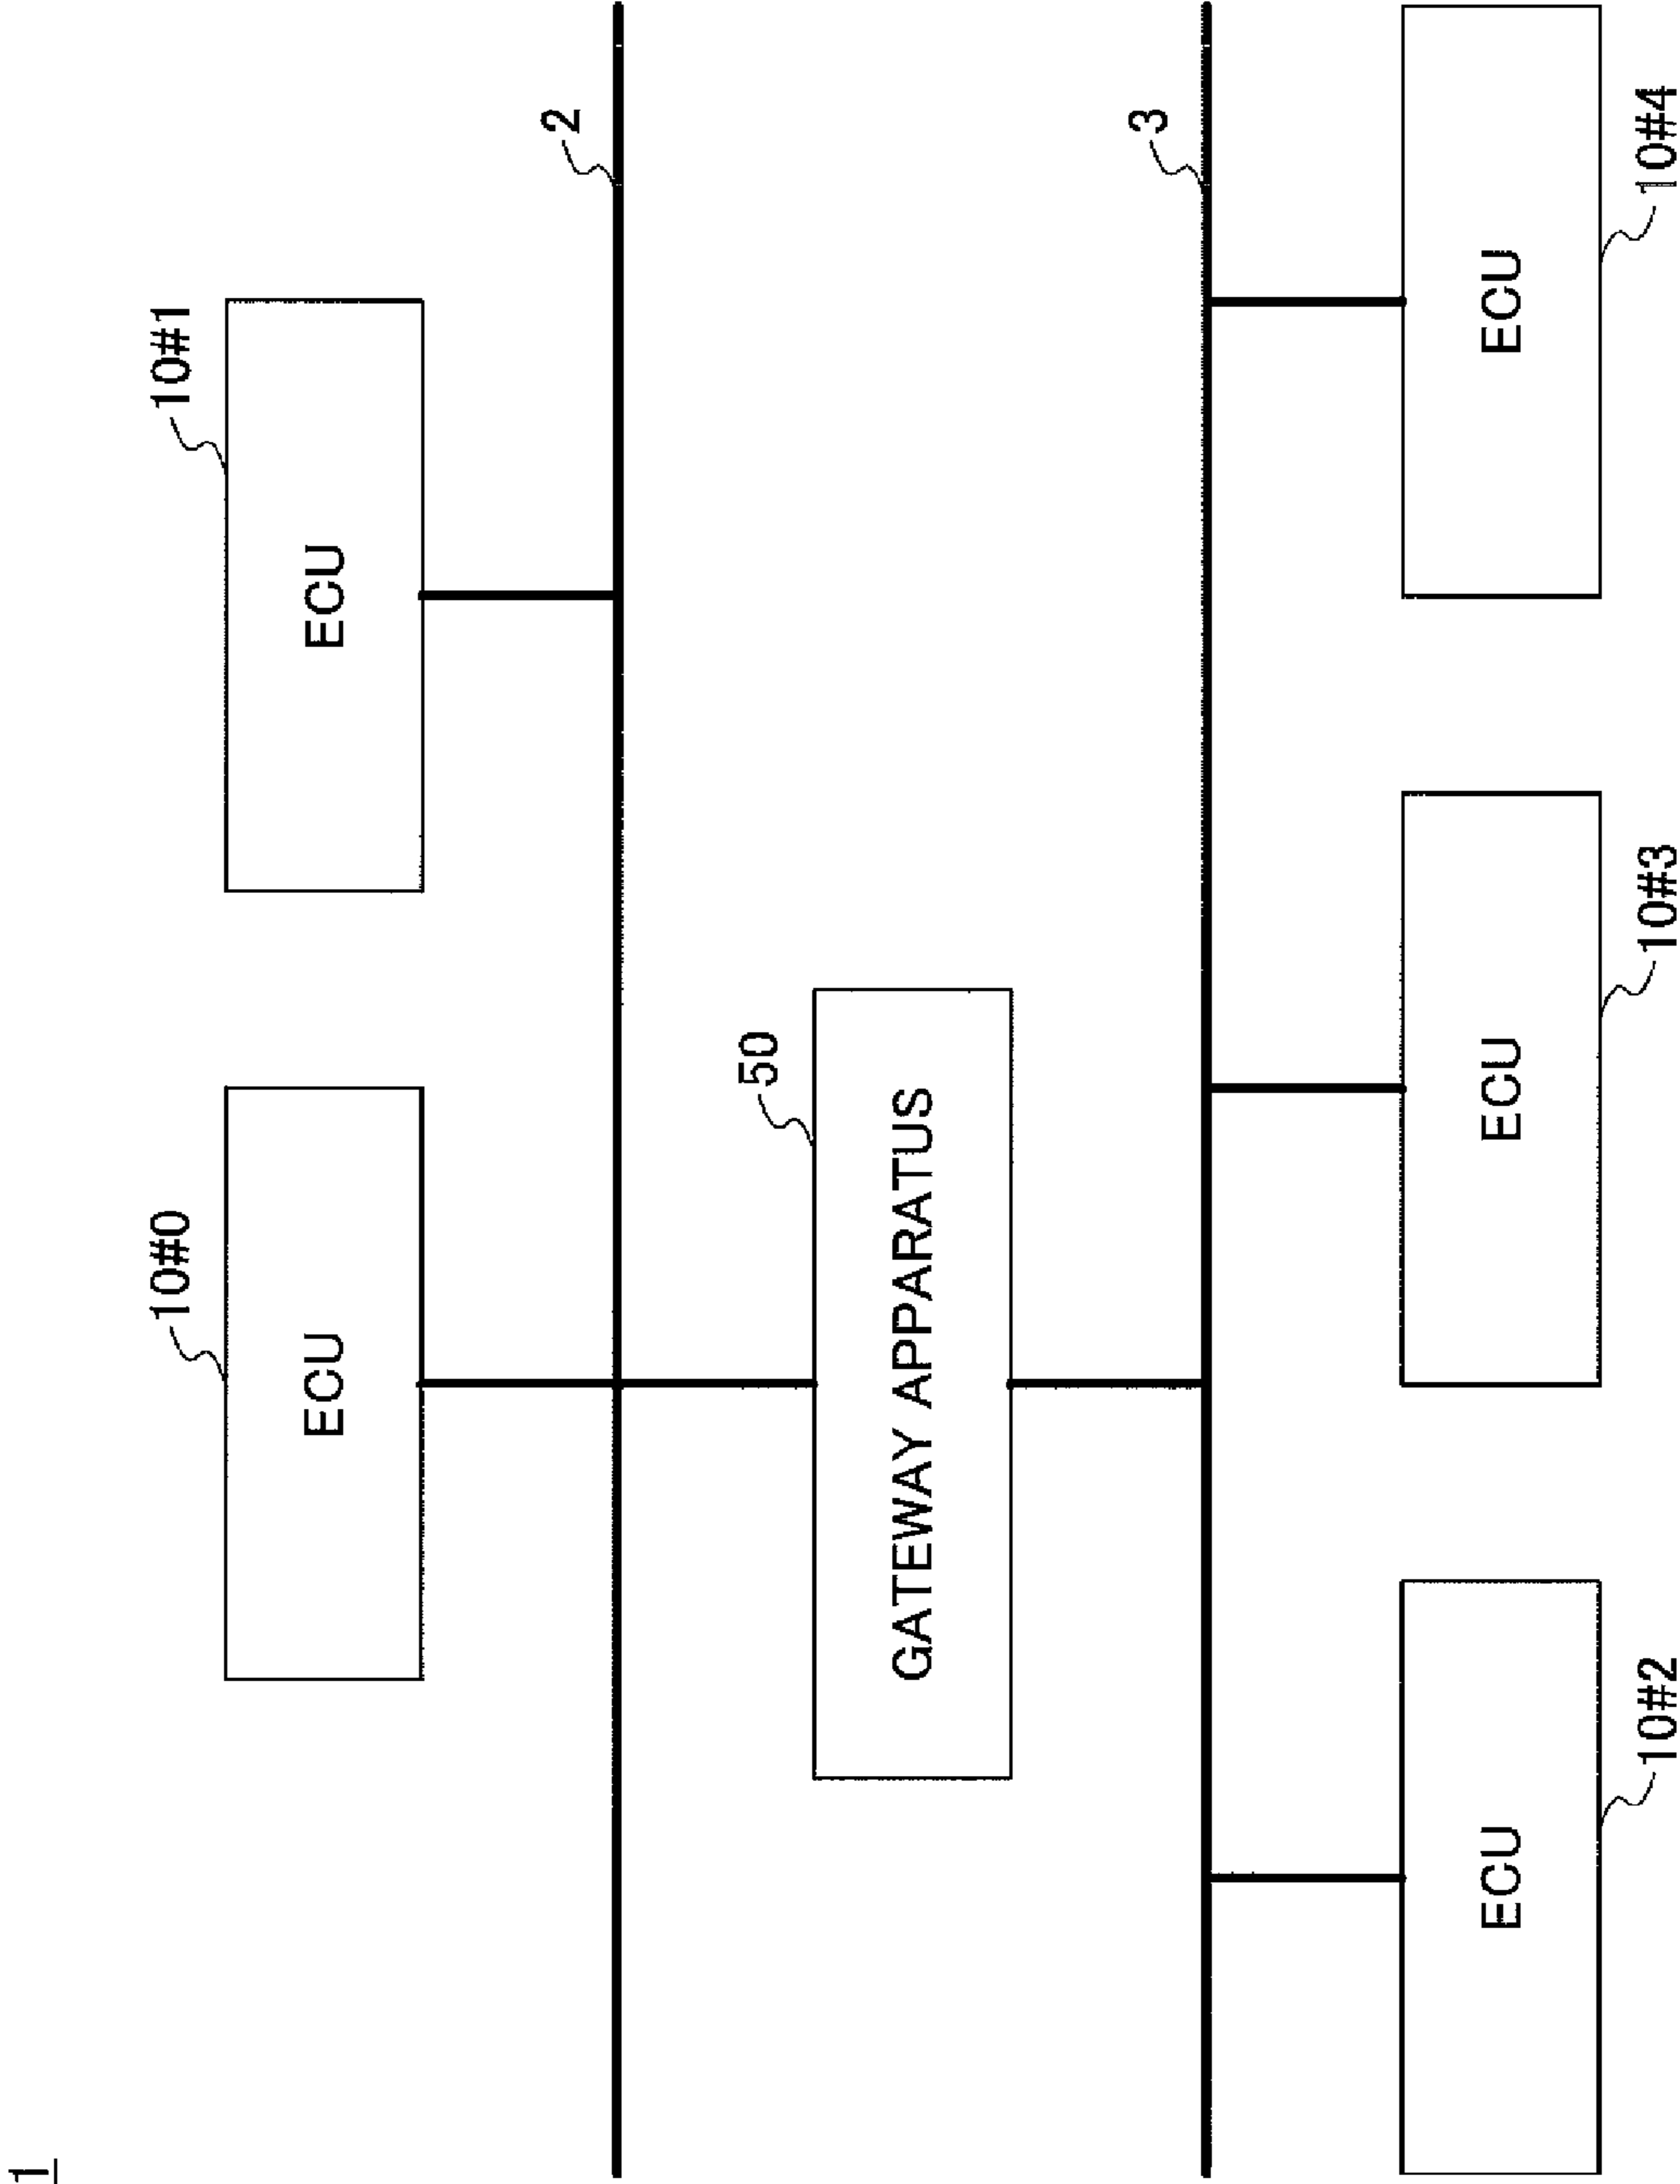 1
10#0
10#1
ECU
ECU
2
50
GATEWAY APPARATUS
3
ECU
ECU
ECU
10#2
10#3
10#4